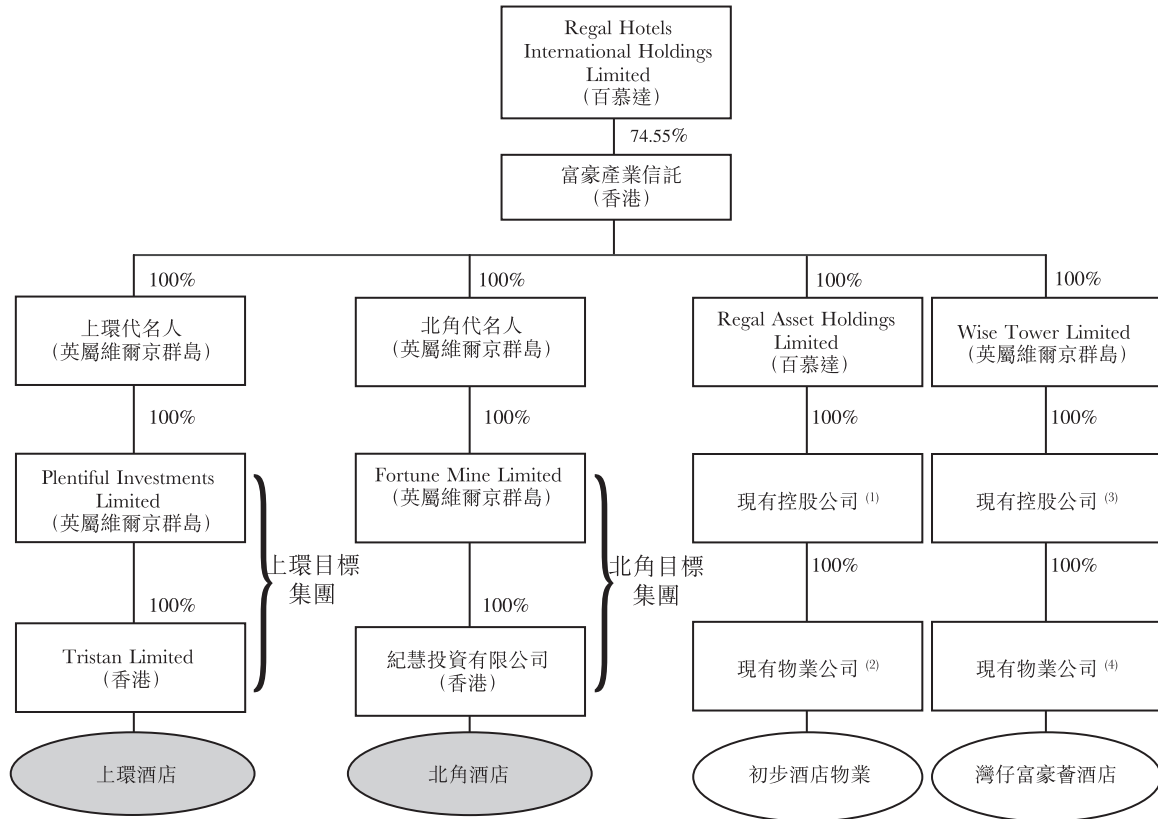 Regal Hotels
International Holdings
Limited
(百慕達)
74.55%
富豪產業信託
(香港)
100%
100%
100%
100%
上環代名人
(英屬維爾京群島)
北角代名人
(英屬維爾京群島)
Regal Asset Holdings
Limited
(百慕達)
Wise Tower Limited
(英屬維爾京群島)
100%
100%
100%
100%
Plentiful Investments
Limited
(英屬維爾京群島)
Fortune Mine Limited
(英屬維爾京群島)
現有控股公司 (1)
現有控股公司 (3)
上環目標
集團
北角目標
集團
100%
100%
100%
100%
Tristan Limited
(香港)
紀慧投資有限公司
(香港)
現有物業公司 (2)
現有物業公司 (4)
上環酒店
北角酒店
初步酒店物業
灣仔富豪薈酒店